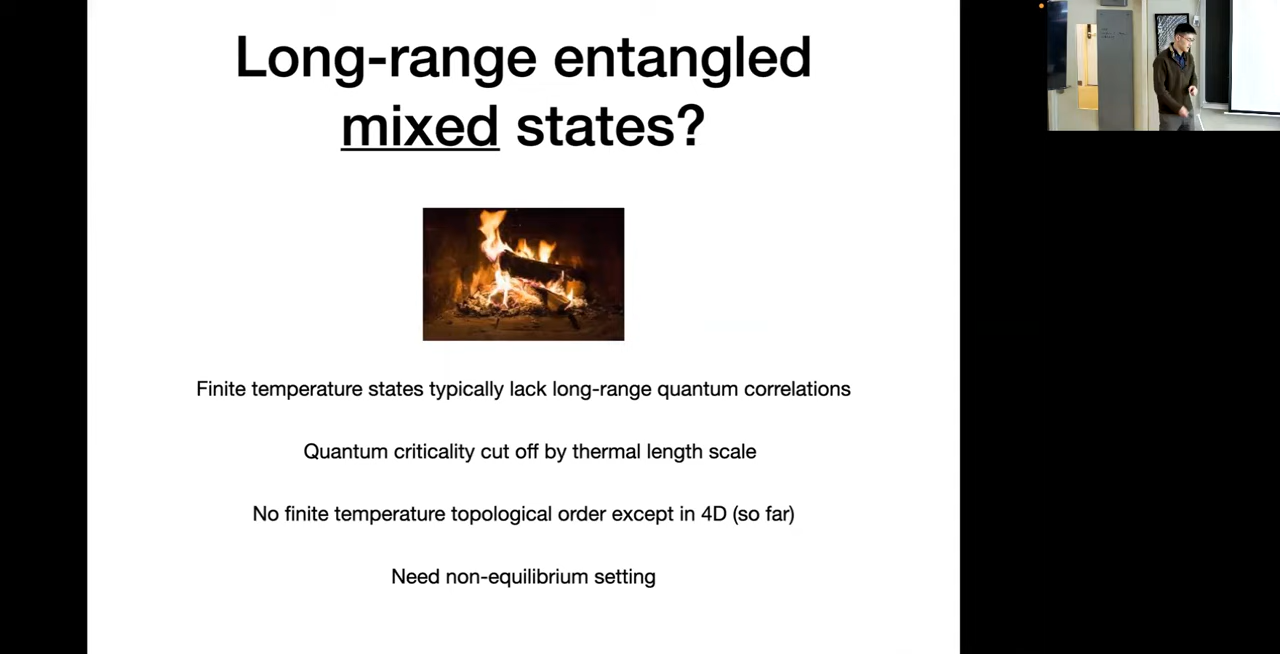 Long-range entangled
mixed states?
Finite temperature states typically lack long-range quantum correlations
Quantum criticality cut off by thermal length scale
No finite temperature topological order except in 4D (so far)
Need non-equilibrium setting